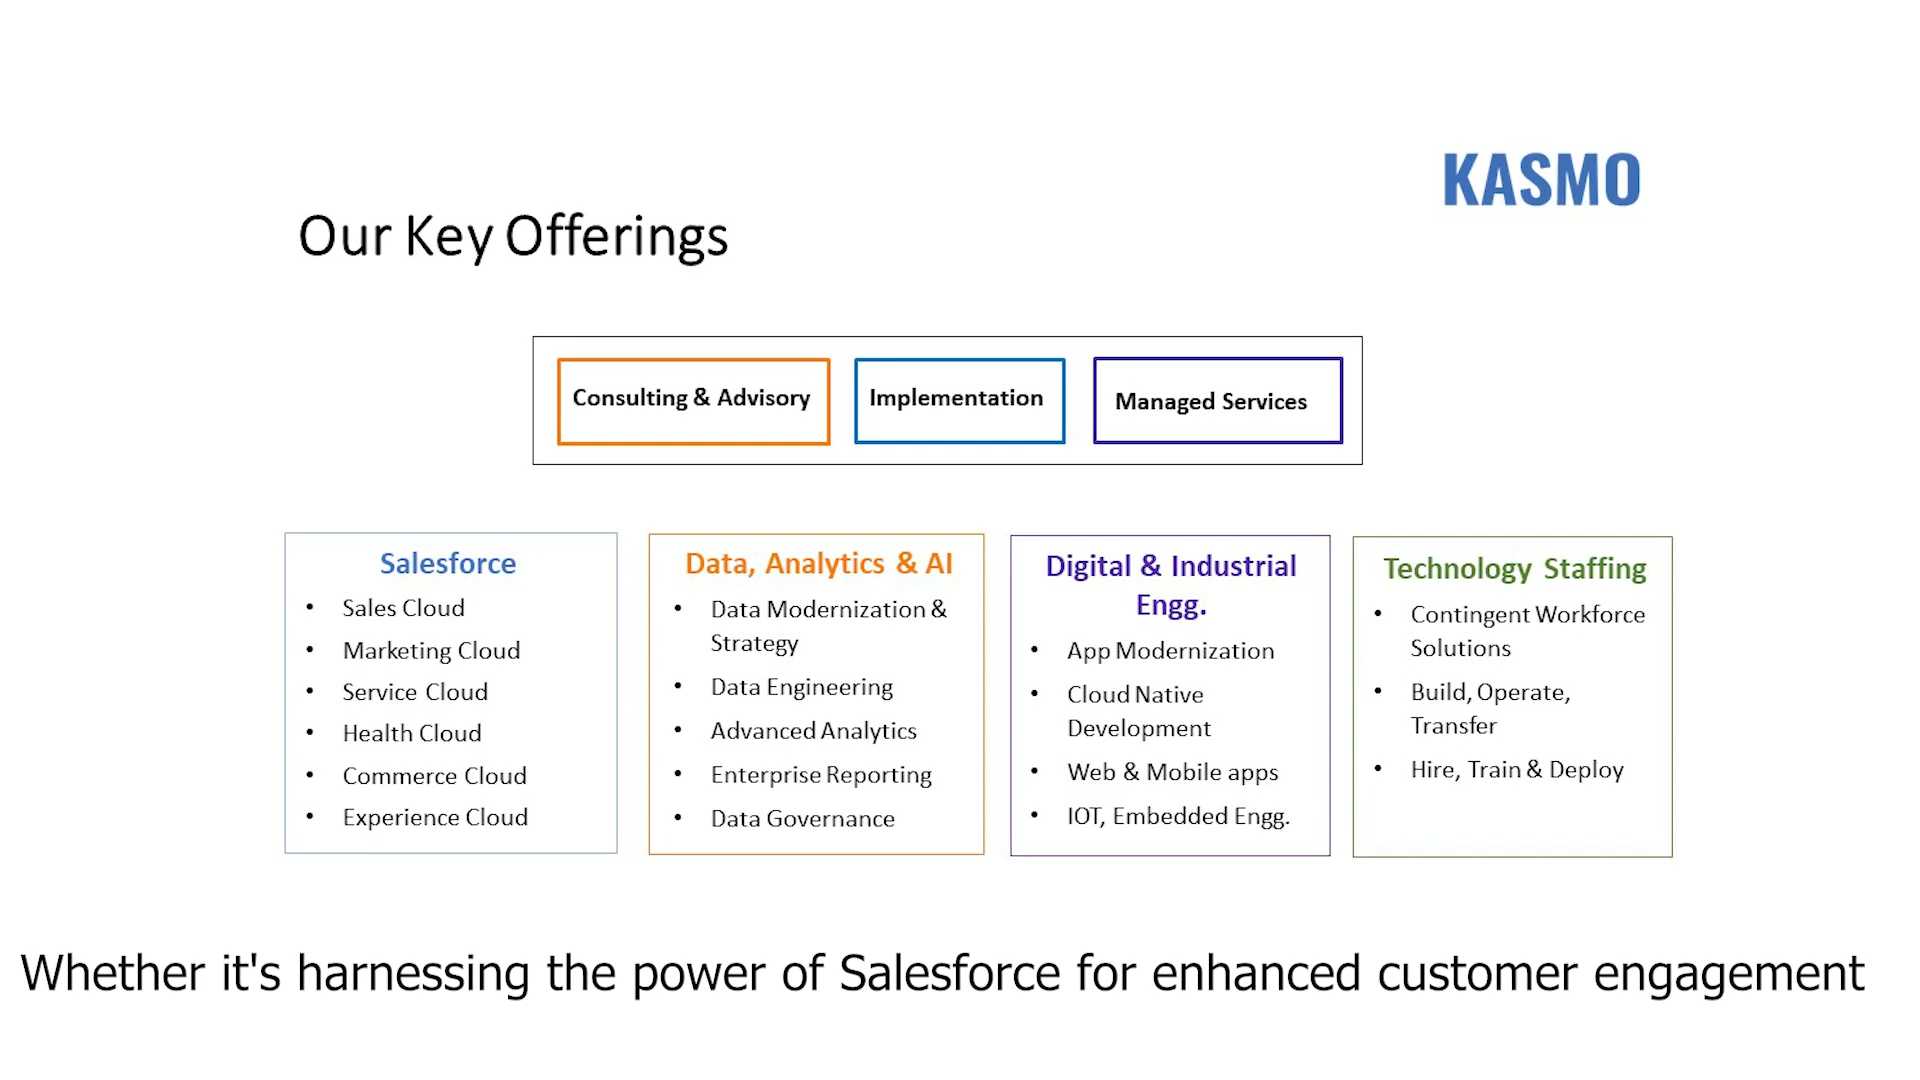 KASMO
Our Key Offerings
Consulting & Advisory
Implementation
Managed Services
Salesforce
• Sales Cloud
• Marketing Cloud
• Service Cloud
• Health Cloud
• Commerce Cloud
• Experience Cloud
Data, Analytics & AI
• Data Modernization &
Strategy
• Data Engineering
• Advanced Analytics
• Enterprise Reporting
• Data Governance
Digital & Industrial
Engg.
• App Modernization
• Cloud Native
Development
• Web & Mobile apps
• IOT, Embedded Engg.
Technology Staffing
• Contingent Workforce
Solutions
• Build, Operate,
Transfer
• Hire, Train & Deploy
Whether it's harnessing the power of Salesforce for enhanced customer engagement